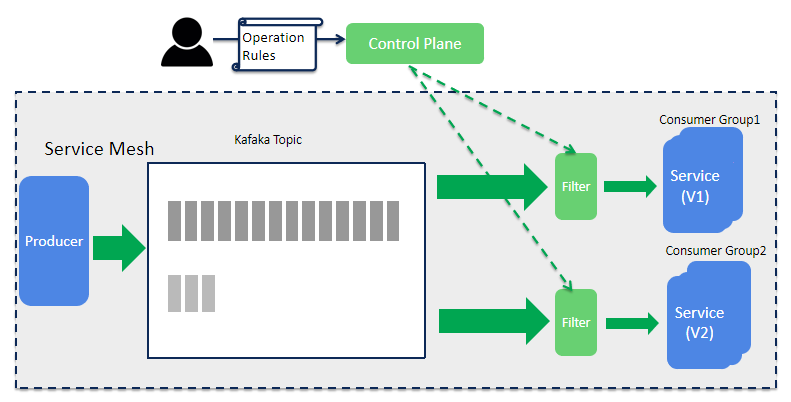 Operation
Rules
Control Plane
Service Mesh
Kafaka Topic
Consumer Group1
Producer
Filter
Service
(V1)
Consumer Group2
Filter
Service
(V2)